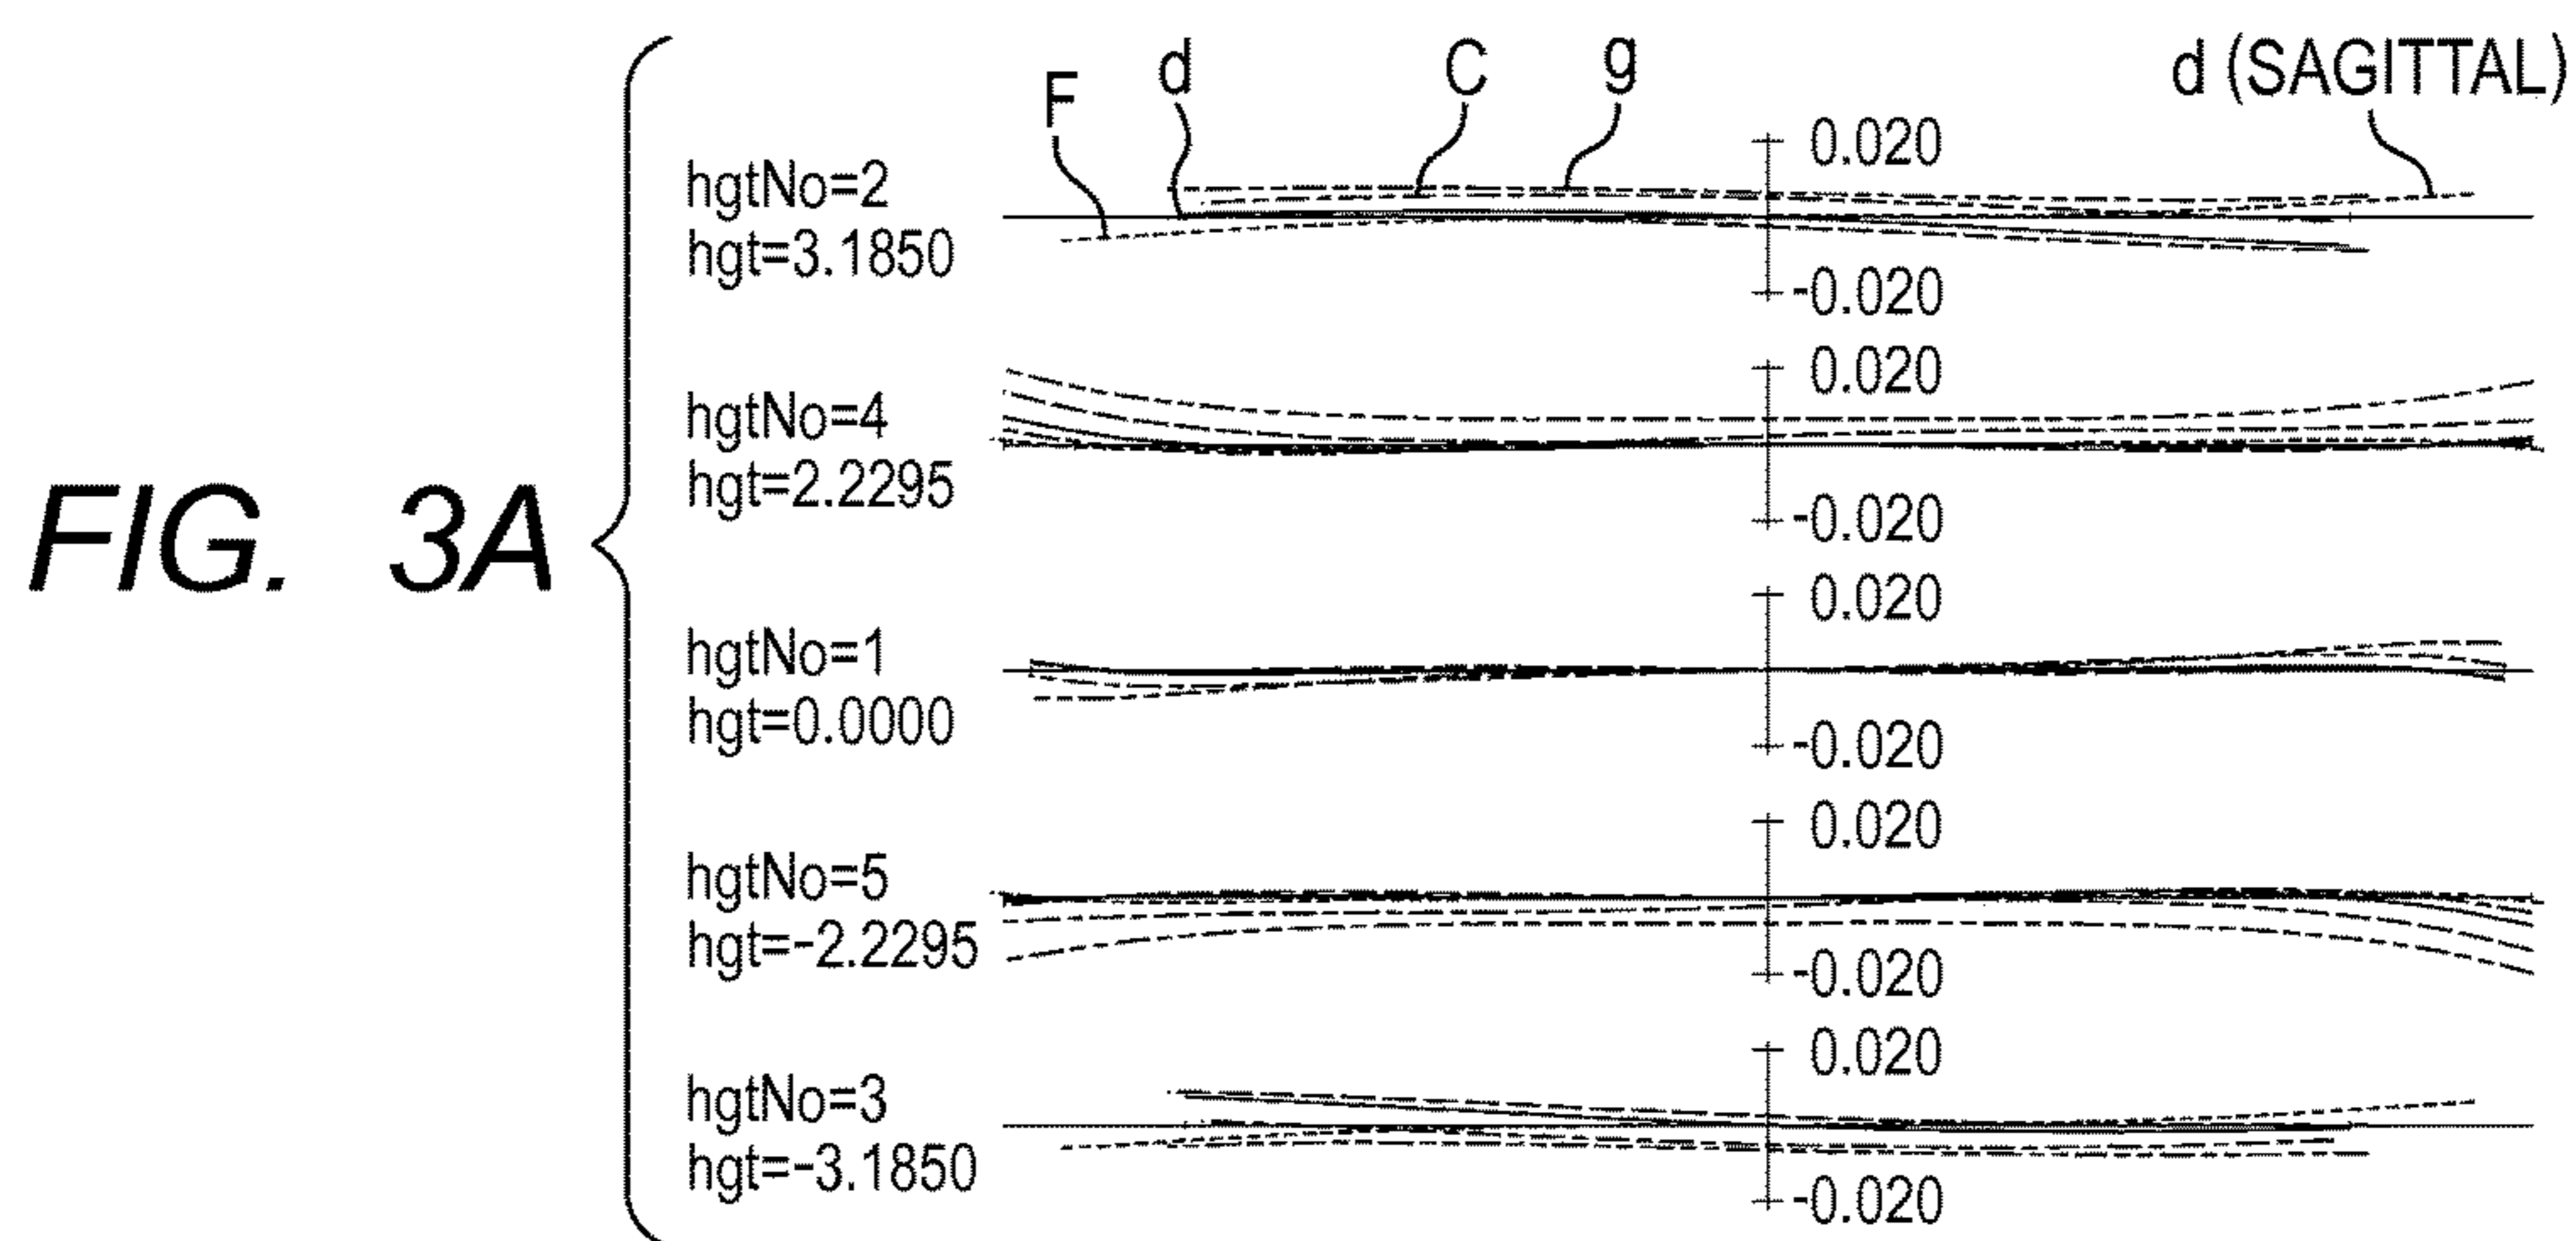 FIG. 3A
F d C g d (SAGITTAL)
hgtNo=2
hgt=3.1850
0.020
-0.020
hgtNo=4
hgt=2.2295
0.020
-0.020
hgtNo=1
hgt=0.0000
0.020
-0.020
hgtNo=5
hgt=-2.2295
0.020
-0.020
hgtNo=3
hgt=-3.1850
0.020
-0.020